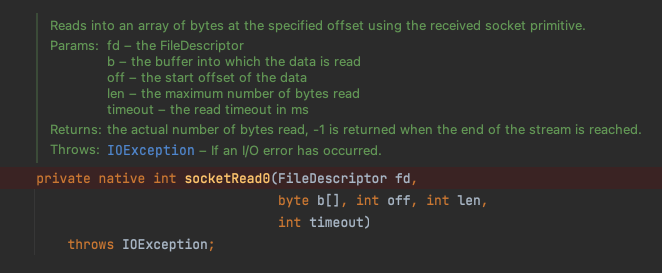 Reads into an array of bytes at the specified offset using the received socket primitive.
Params: fd – the FileDescriptor
b – the buffer into which the data is read
off – the start offset of the data
len – the maximum number of bytes read
timeout – the read timeout in ms
Returns: the actual number of bytes read, -1 is returned when the end of the stream is reached.
Throws: IOException – If an I/O error has occurred.
private native int socketRead0(FileDescriptor fd,
byte b[], int off, int len,
int timeout)
throws IOException;